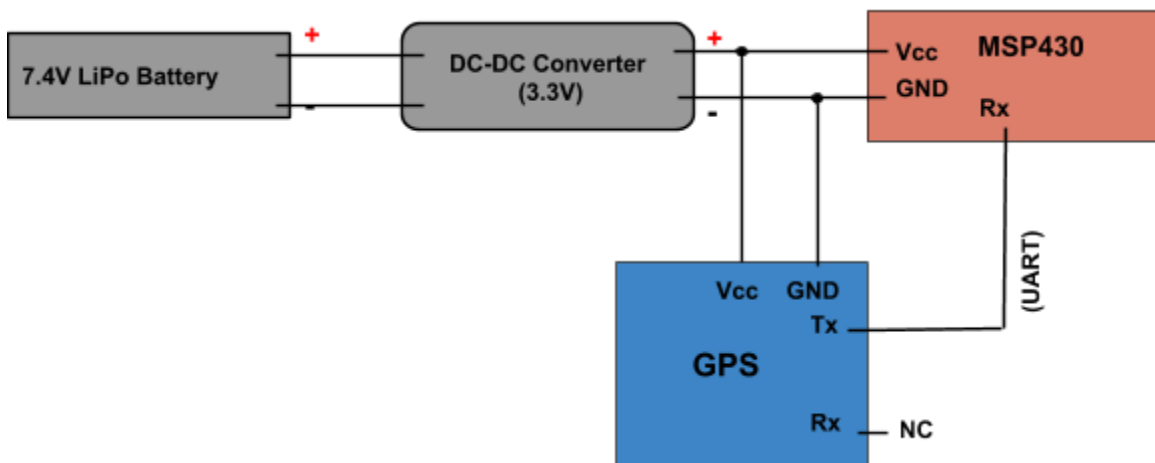 7.4V LiPo Battery
+
-
DC-DC Converter
(3.3V)
+
-
Vcc
GND
MSP430
Rx
(UART)
Vcc
GND
Tx
GPS
Rx
NC